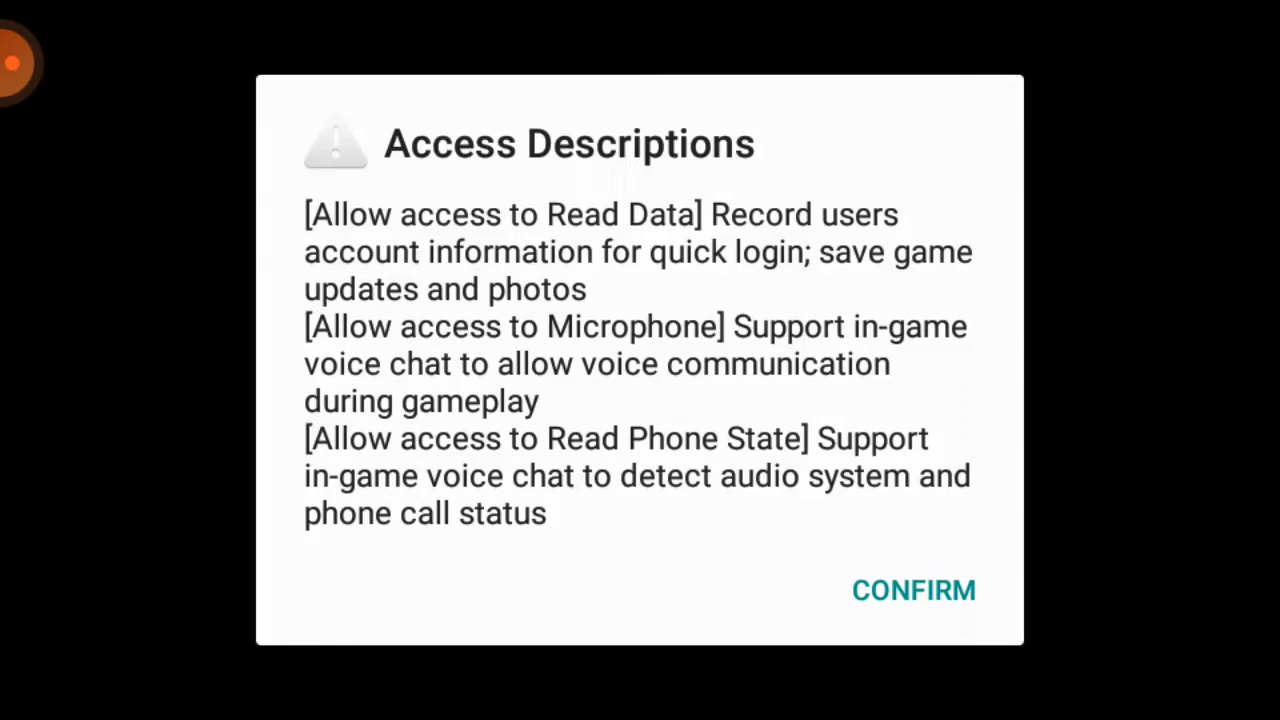 Access Descriptions
[Allow access to Read Data] Record users
account information for quick login; save game
updates and photos
[Allow access to Microphone] Support in-game
voice chat to allow voice communication
during gameplay
[Allow access to Read Phone State] Support
in-game voice chat to detect audio system and
phone call status
CONFIRM